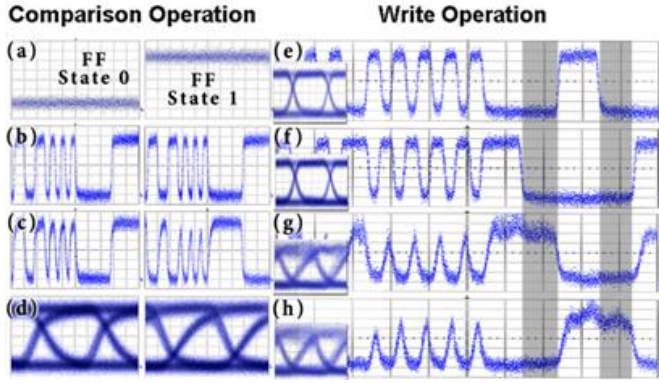 Comparison Operation
Write Operation
(a)
FF
State 0
FF
State 1
(e)
(b)
(f)
(c)
(g)
(d)
(h)